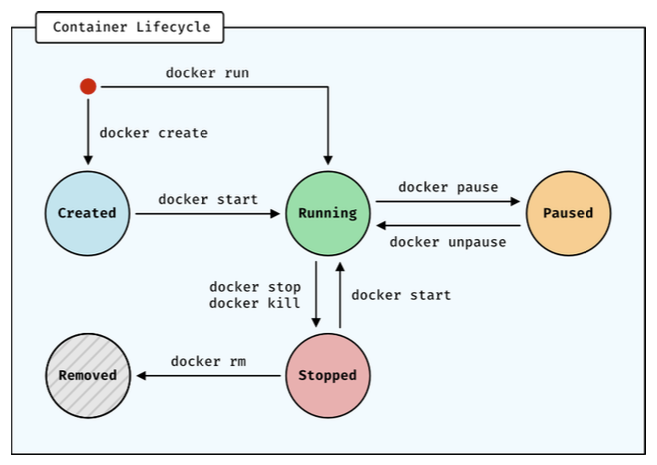 Container Lifecycle
docker run
docker create
Created
docker start
Running
docker pause
docker unpause
Paused
docker stop
docker kill
docker start
Removed
docker rm
Stopped